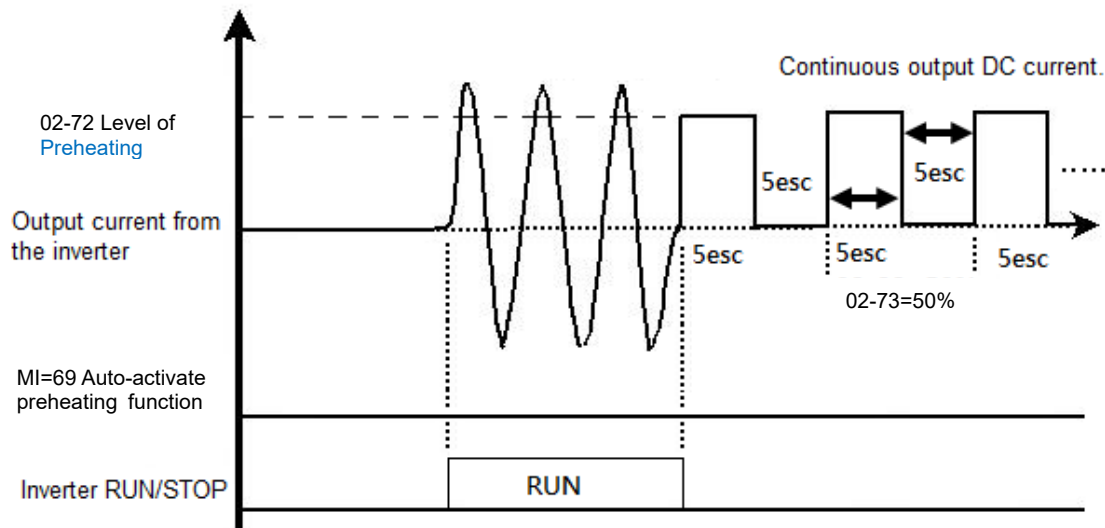 Continuous output DC current.
02-72 Level of
Preheating
5esc
5esc
Output current from
the inverter
5esc
5esc
5esc
02-73=50%
MI=69 Auto-activate
preheating function
Inverter RUN/STOP
RUN